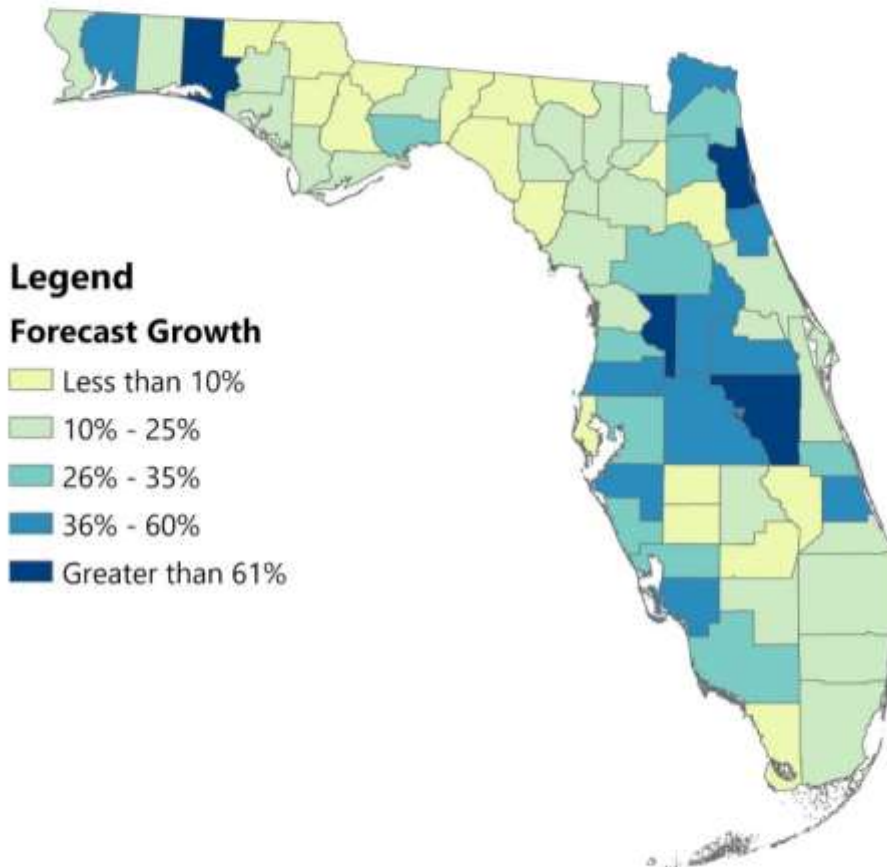 Legend
Forecast Growth
Less than 10%
10% - 25%
26% - 35%
36% - 60%
Greater than 61%